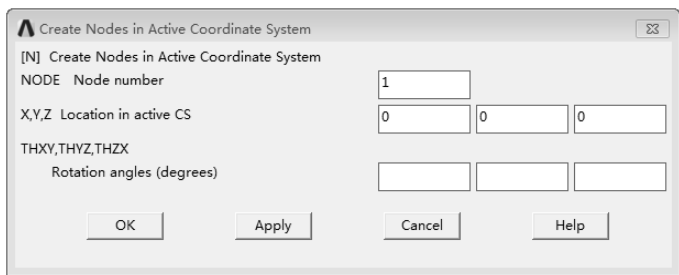 Create Nodes in Active Coordinate System
[N] Create Nodes in Active Coordinate System
NODE Node number 1
X,Y,Z Location in active CS 0 0 0
THXY,THYZ,THZX
Rotation angles (degrees)
OK Apply Cancel Help